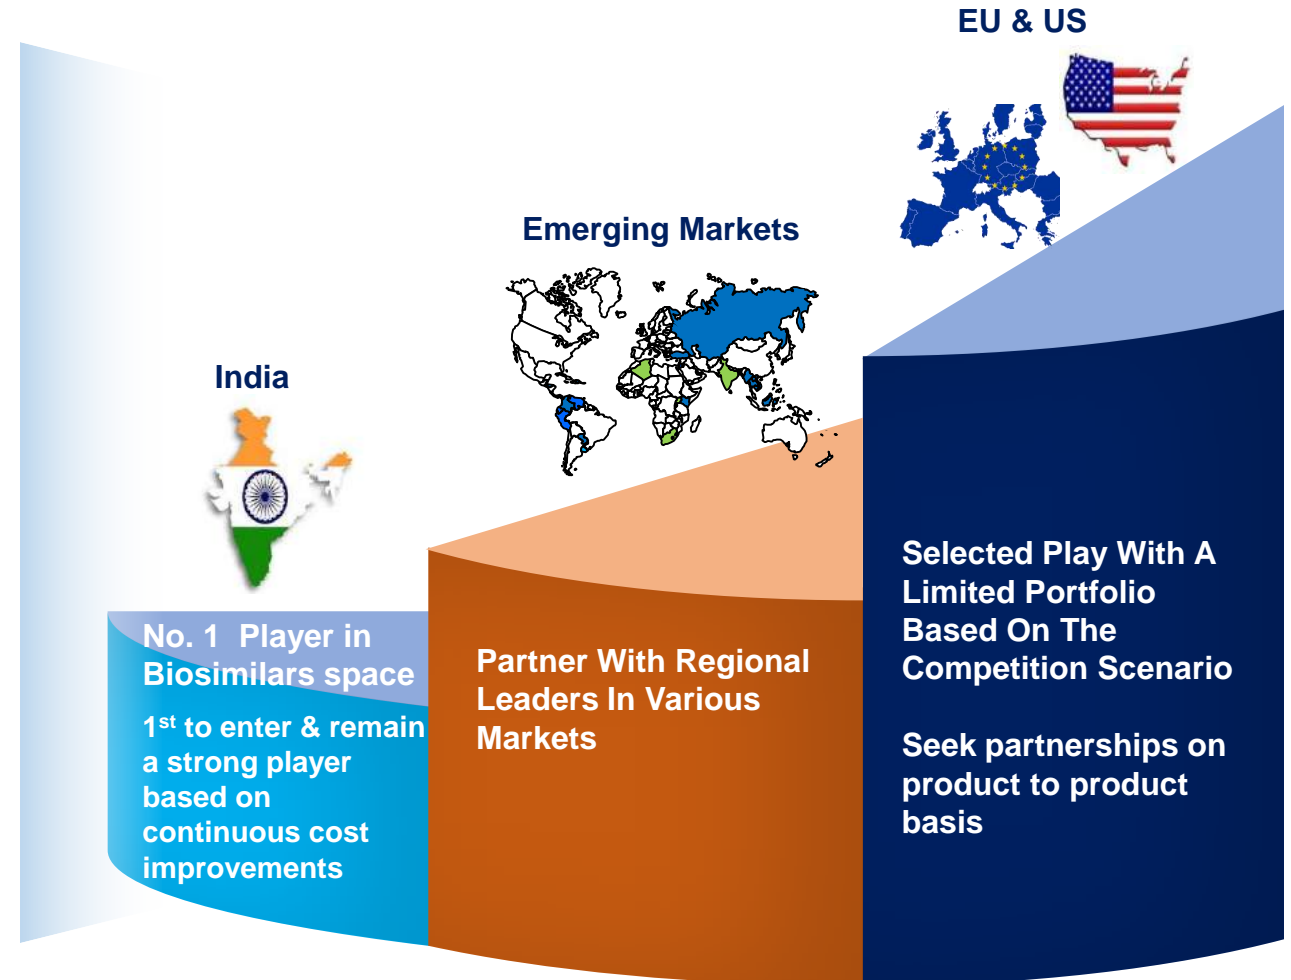 EU & US
Emerging Markets
India
No. 1 Player in
Biosimilars space
1st to enter & remain
a strong player
based on
continuous cost
improvements
Partner With Regional
Leaders In Various
Markets
Selected Play With A
Limited Portfolio
Based On The
Competition Scenario
Seek partnerships on
product to product
basis